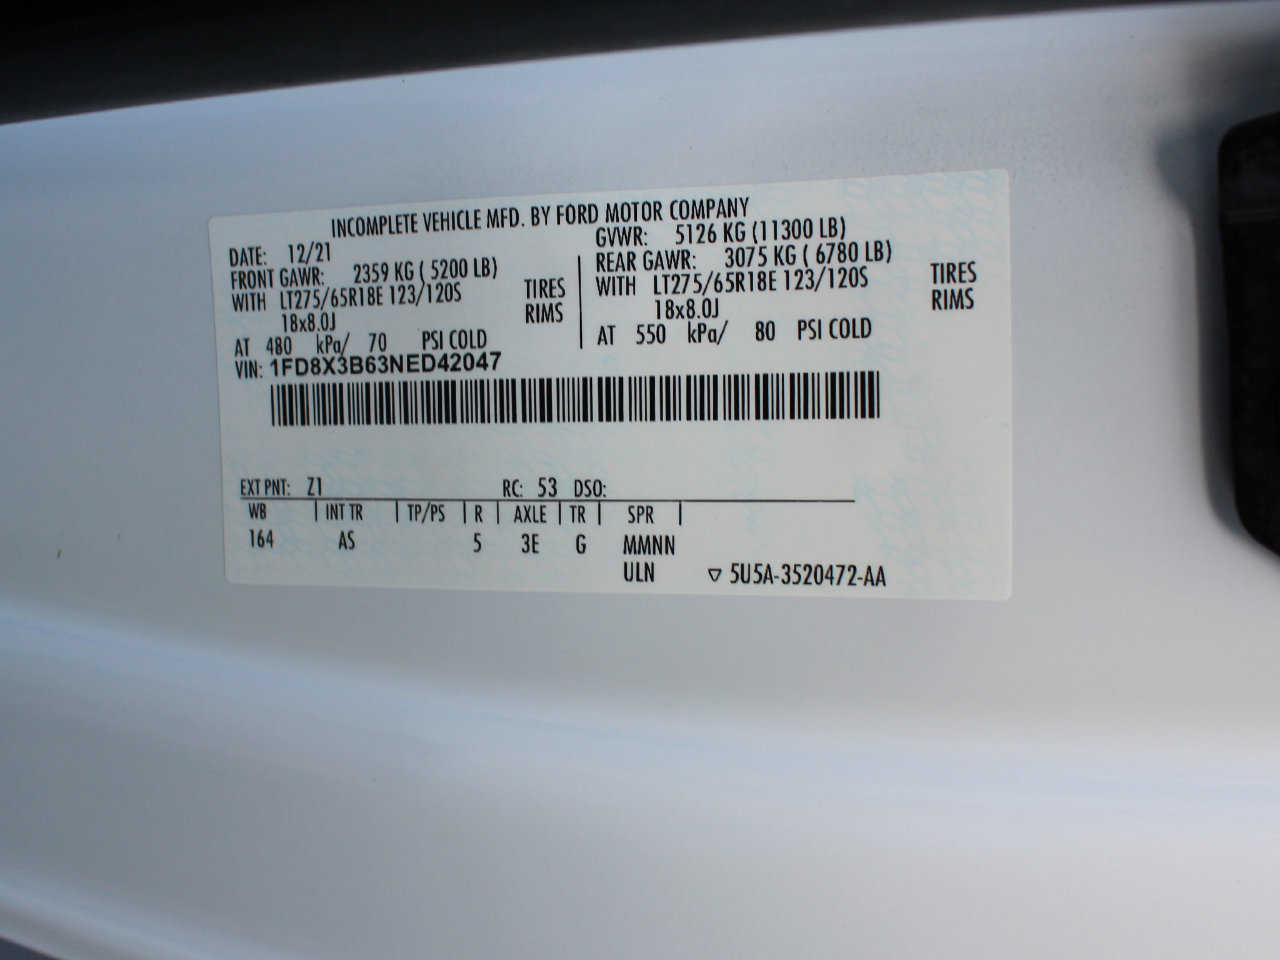 INCOMPLETE VEHICLE MFD. BY FORD MOTOR COMPANY
DATE: 12/21 GVWR: 5126 KG (11300 LB)
FRONT GAWR: 2359 KG ( 5200 LB) REAR GAWR: 3075 KG ( 6780 LB)
WITH LT275/65R18E 123/120S TIRES WITH LT275/65R18E 123/120S TIRES
18x8.0J RIMS 18x8.0J RIMS
AT 480 kPa/ 70 PSI COLD AT 550 kPa/ 80 PSI COLD
VIN: 1FD8X3B63NED42047
EXT PNT: Z1 RC: 53 DSO:
WB INT TR TP/PS R AXLE TR SPR
164 AS 5 3E G MMNN
ULN ▽ 5U5A-3520472-AA